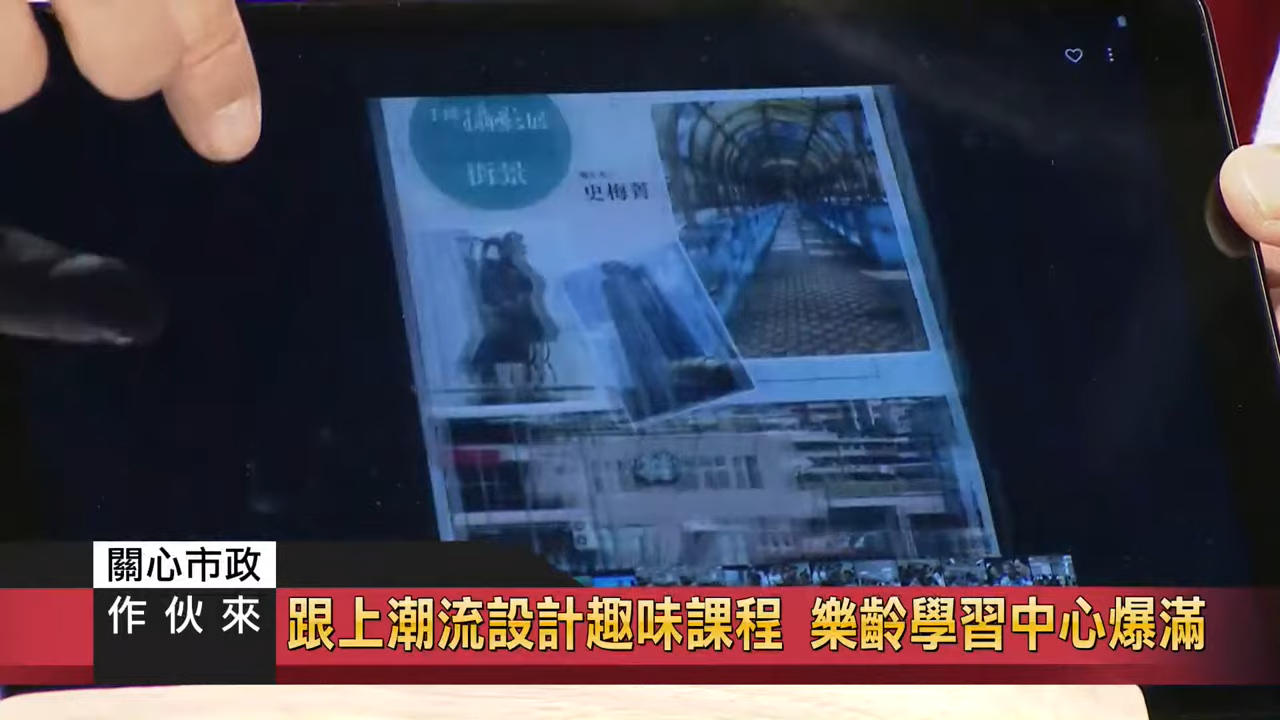 街景
史梅菁
關心市政
作伙來
跟上潮流設計趣味課程 樂齡學習中心爆滿